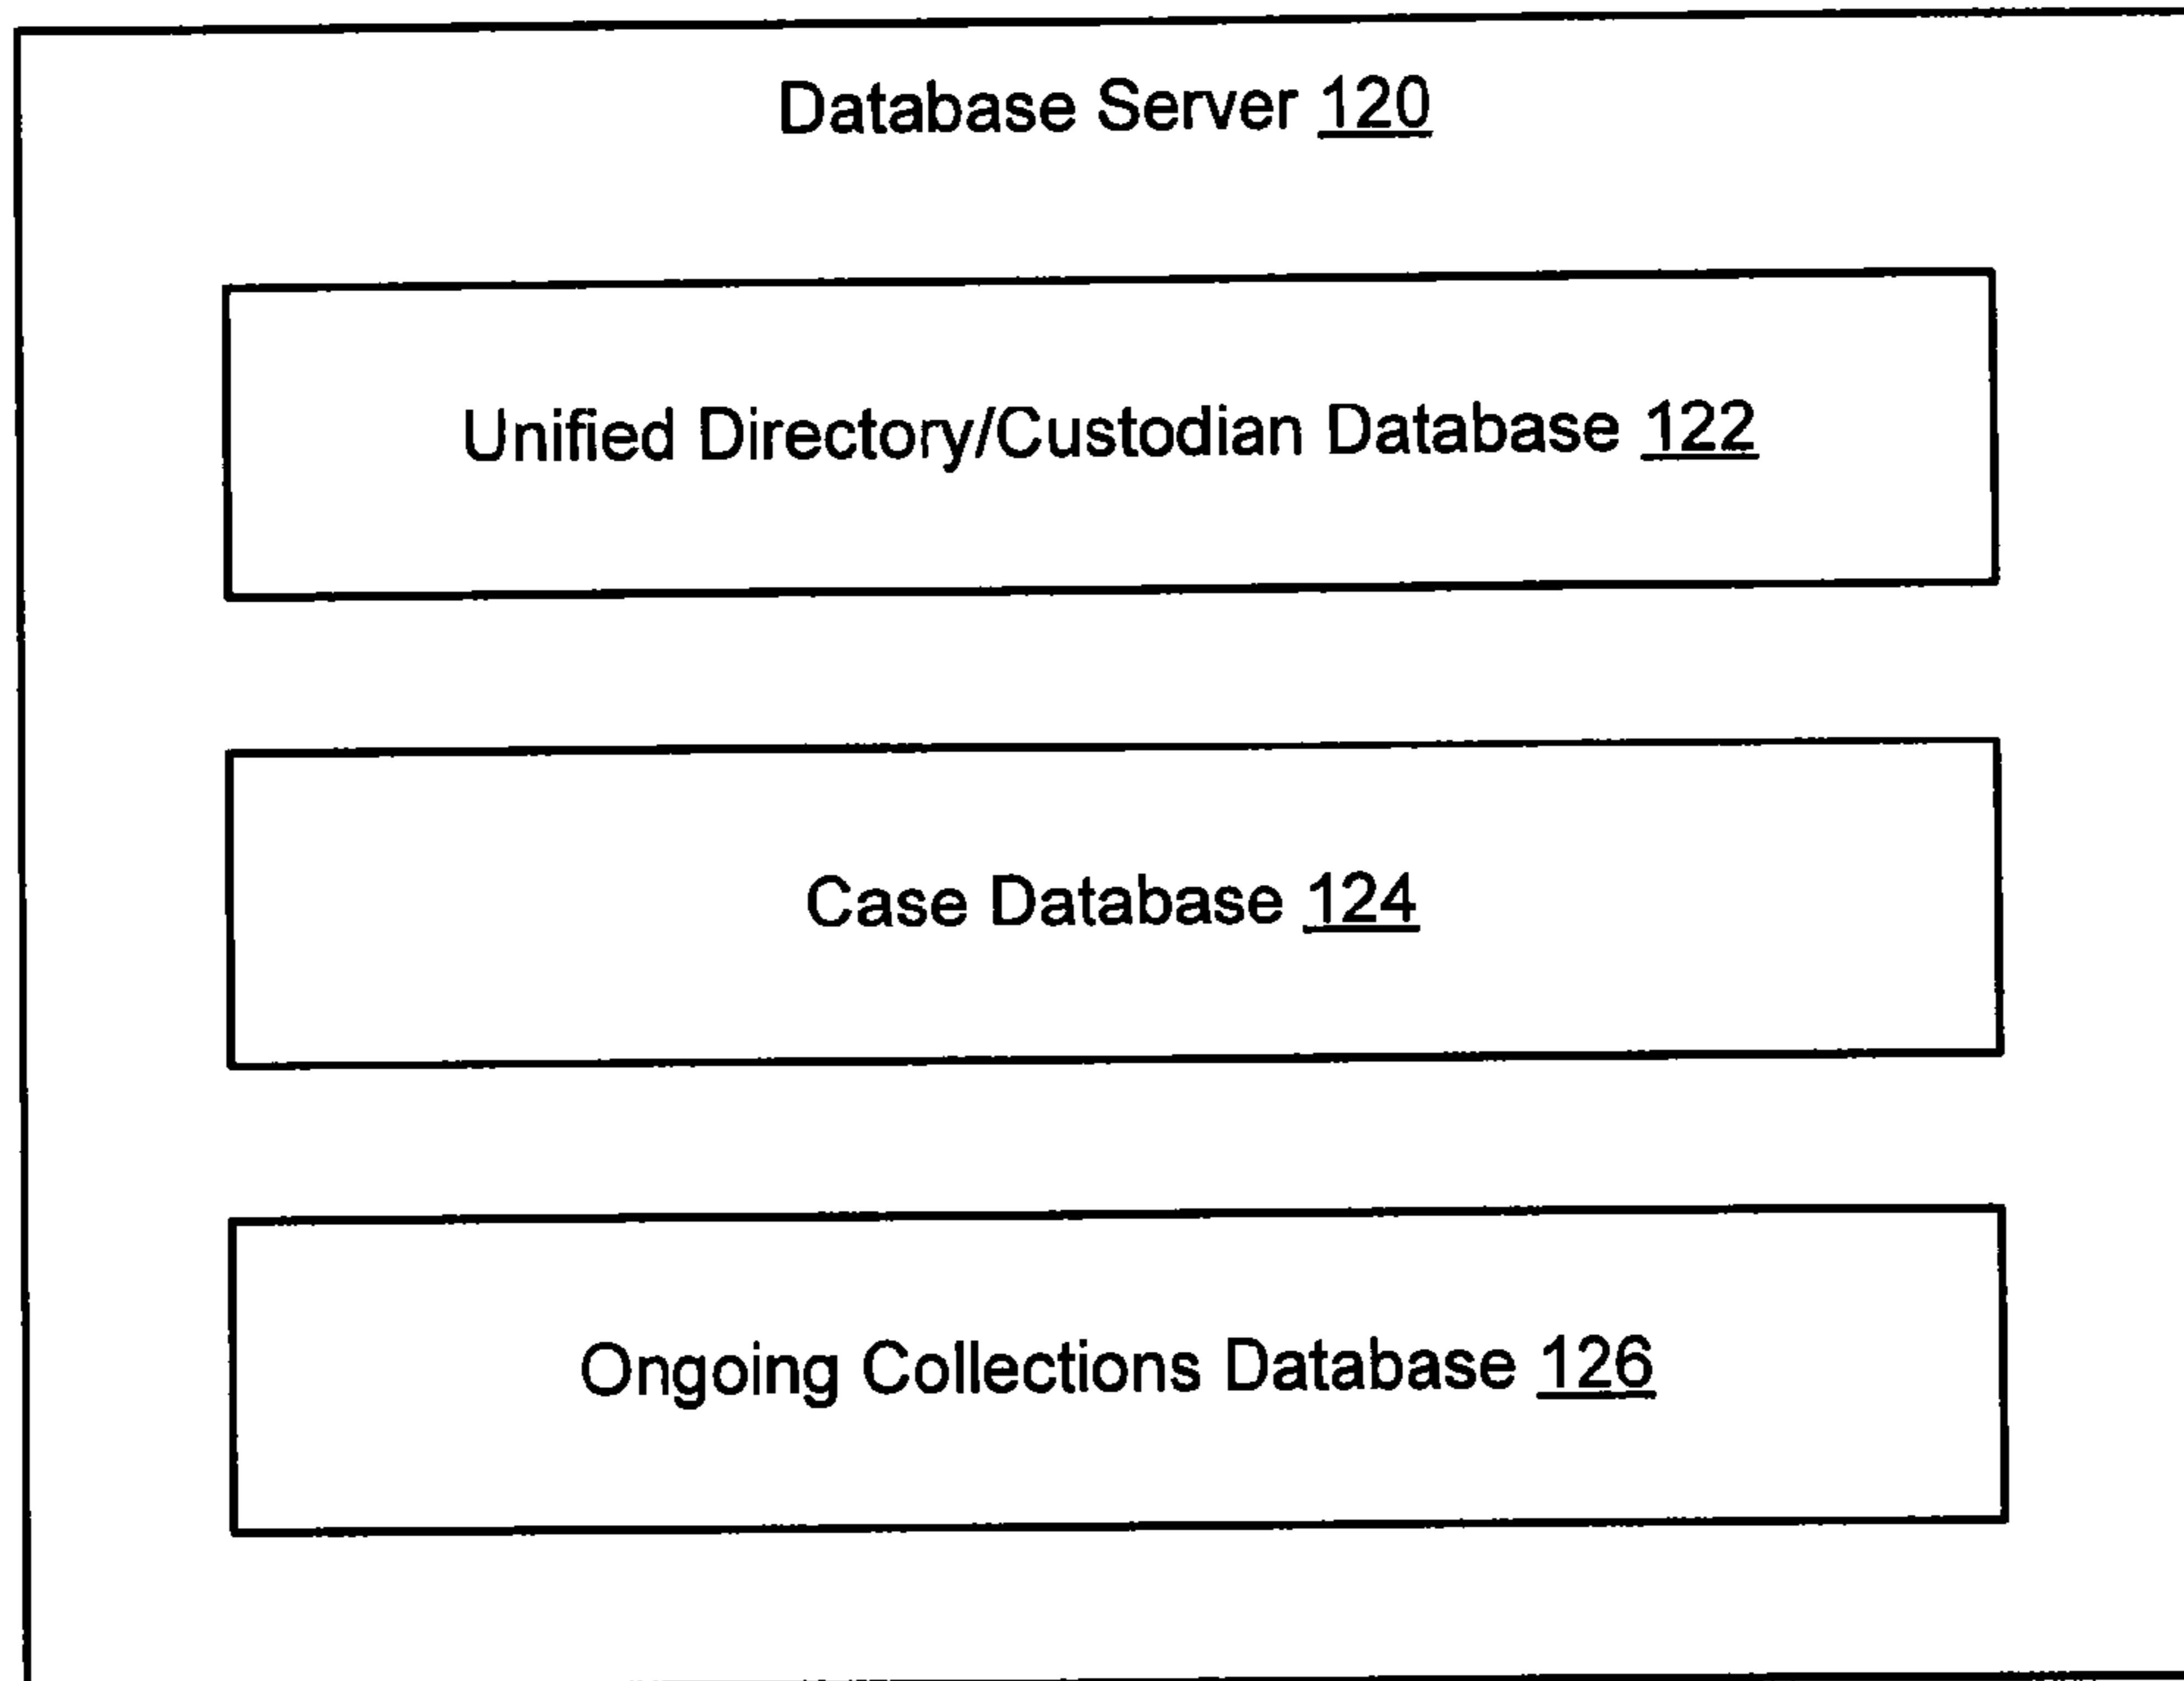 Database Server 120
Unified Directory/Custodian Database 122
Case Database 124
Ongoing Collections Database 126